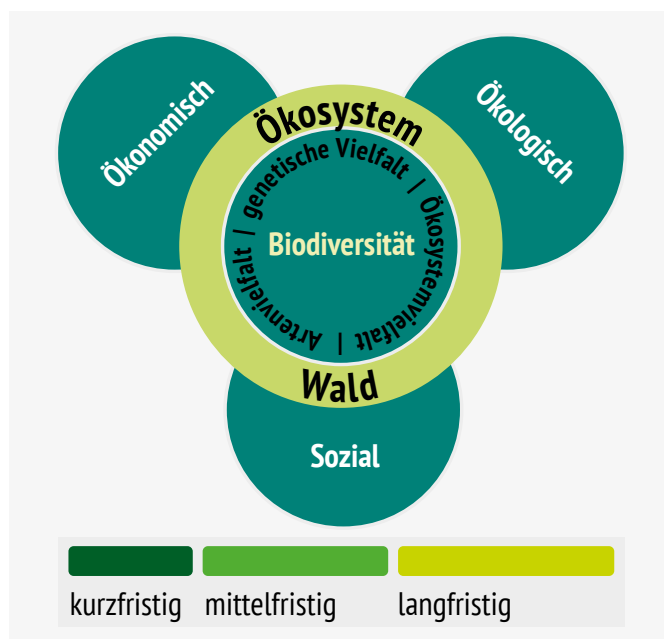 Ökonomisch
Ökologisch
Ökosystem
genetische Vielfalt | Ökosystemvielfalt | Artenvielfalt |
Biodiversität
Wald
Sozial
kurzfristig mittelfristig langfristig